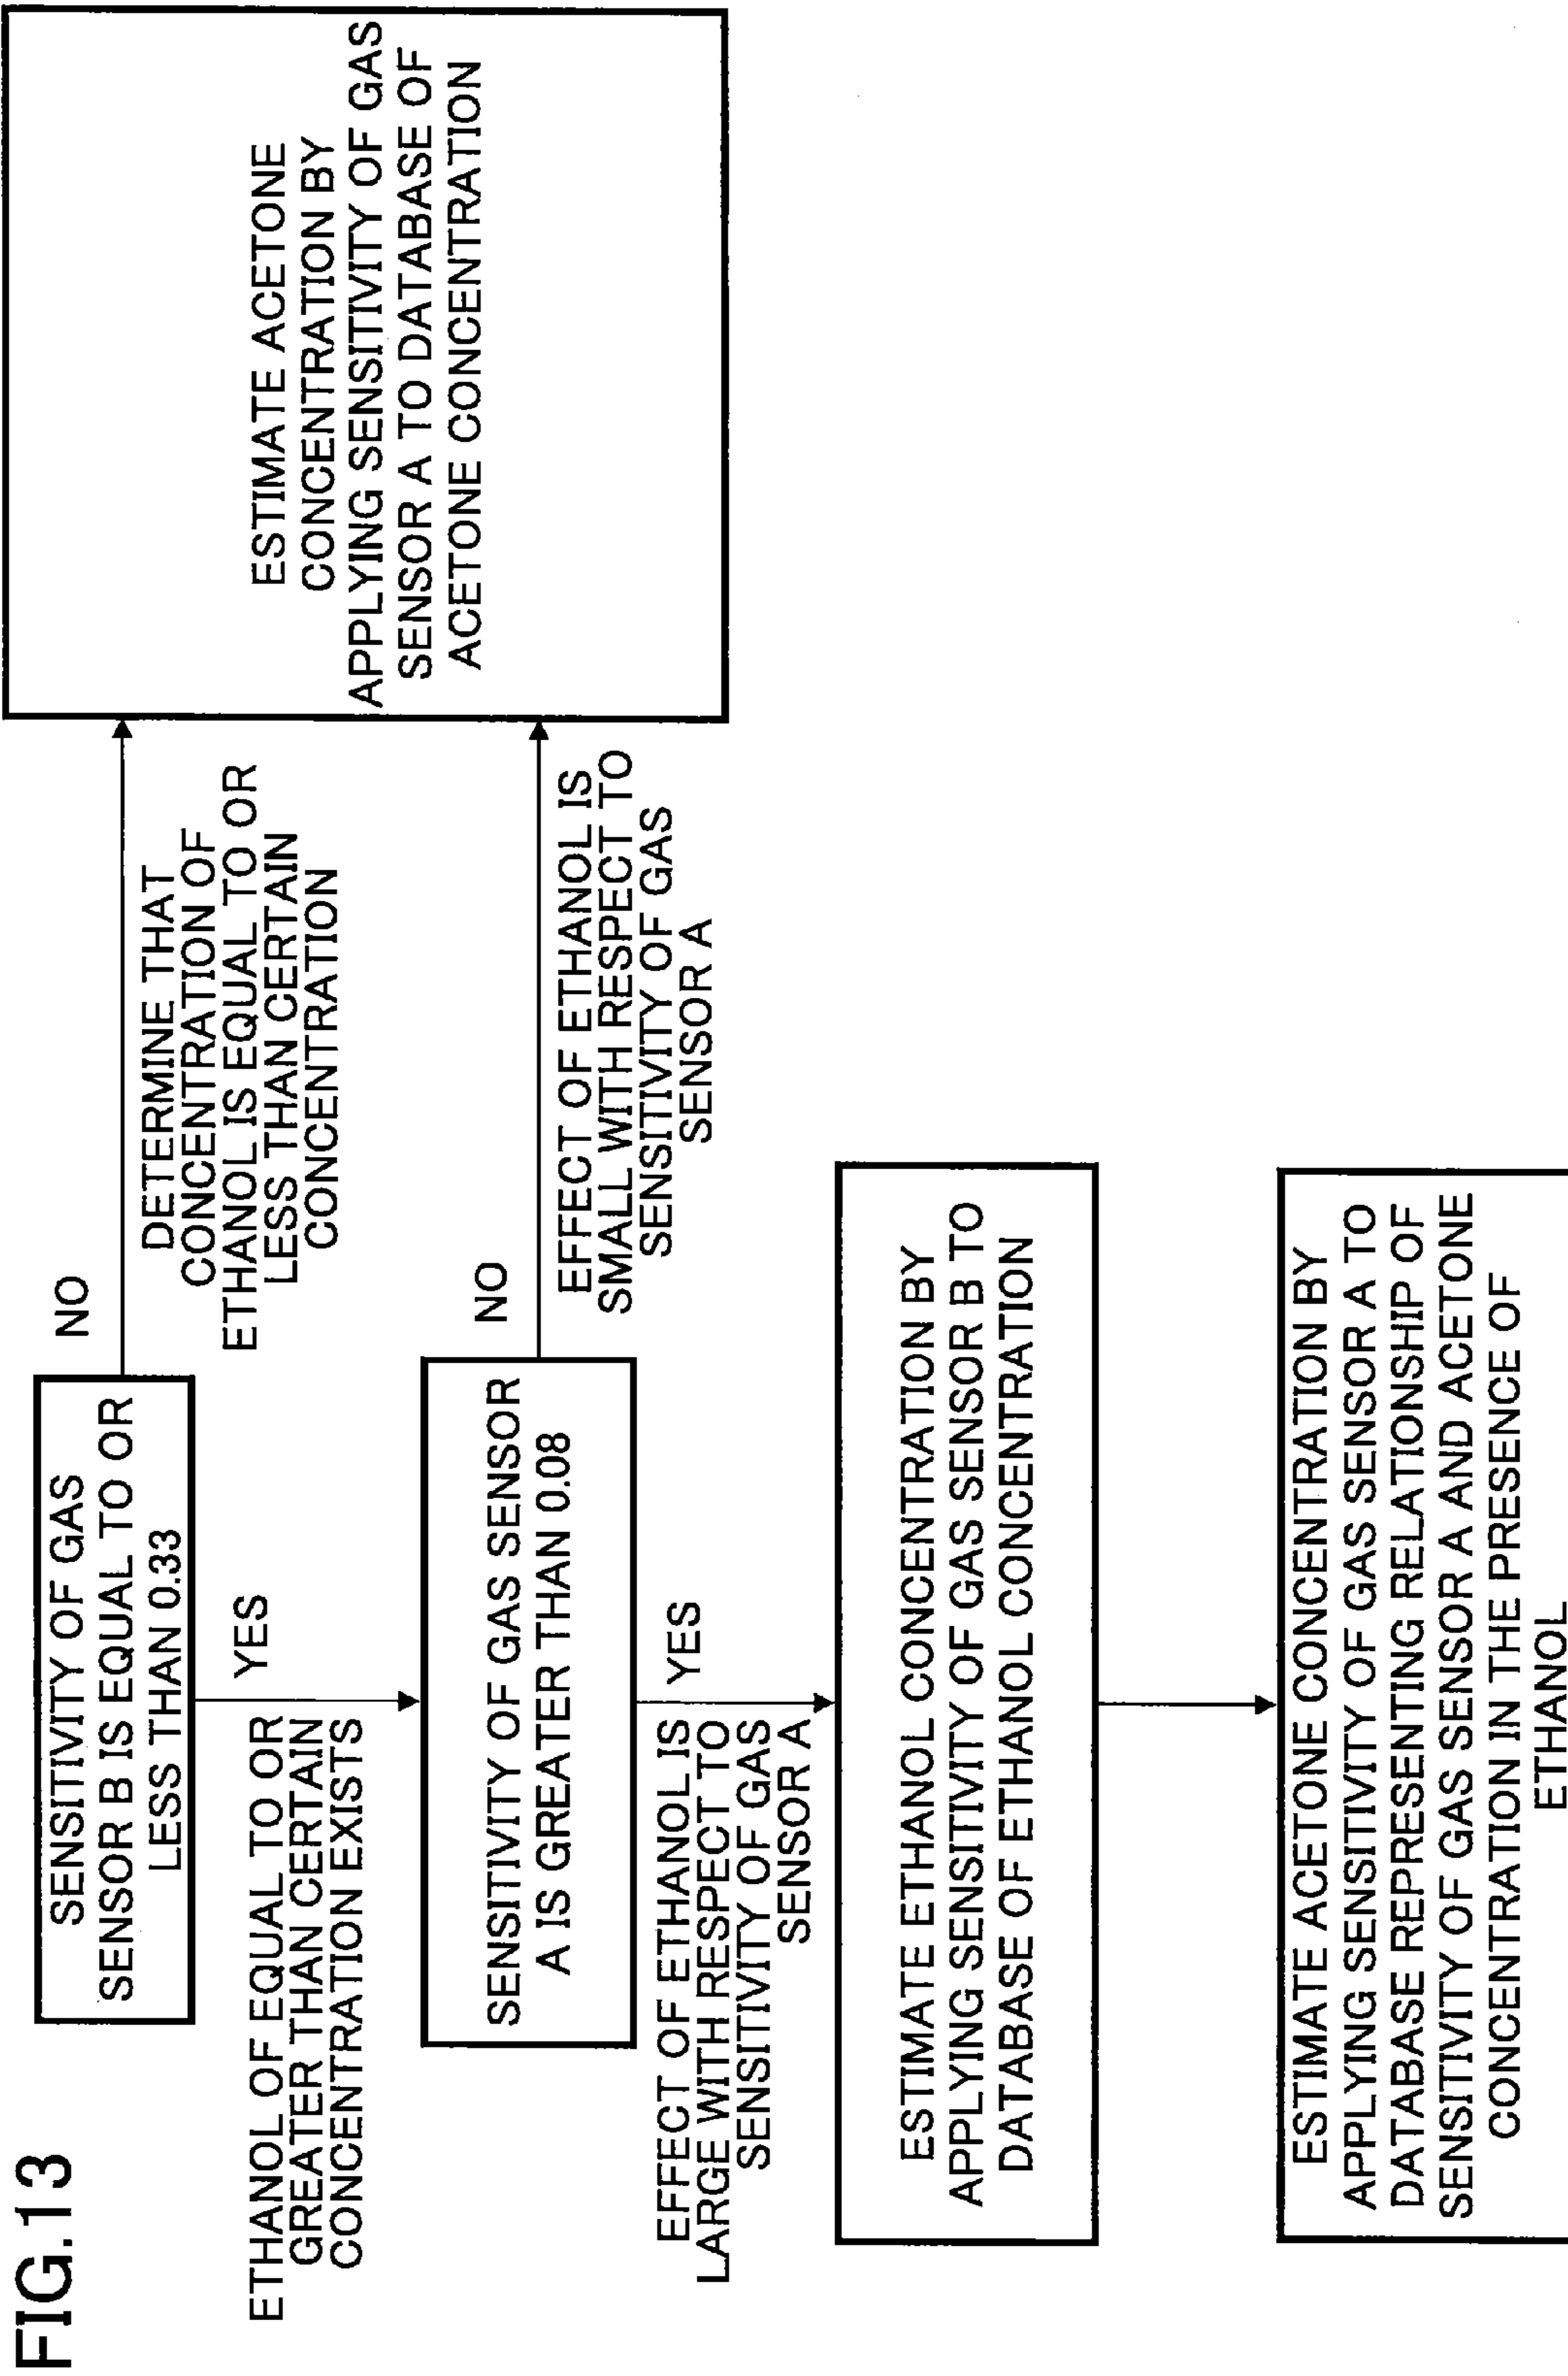 FIG.13
SENSITIVITY OF GAS
SENSOR B IS EQUAL TO OR
LESS THAN 0.33
NO
DETERMINE THAT
CONCENTRATION OF
ETHANOL IS EQUAL TO OR
LESS THAN CERTAIN
CONCENTRATION
ESTIMATE ACETONE
CONCENTRATION BY
APPLYING SENSITIVITY OF GAS
SENSOR A TO DATABASE OF
ACETONE CONCENTRATION
YES
ETHANOL OF EQUAL TO OR
GREATER THAN CERTAIN
CONCENTRATION EXISTS
SENSITIVITY OF GAS SENSOR
A IS GREATER THAN 0.08
NO
EFFECT OF ETHANOL IS
SMALL WITH RESPECT TO
SENSITIVITY OF GAS
SENSOR A
YES
EFFECT OF ETHANOL IS
LARGE WITH RESPECT TO
SENSITIVITY OF GAS
SENSOR A
ESTIMATE ETHANOL CONCENTRATION BY
APPLYING SENSITIVITY OF GAS SENSOR B TO
DATABASE OF ETHANOL CONCENTRATION
ESTIMATE ACETONE CONCENTRATION BY
APPLYING SENSITIVITY OF GAS SENSOR A TO
DATABASE REPRESENTING RELATIONSHIP OF
SENSITIVITY OF GAS SENSOR A AND ACETONE
CONCENTRATION IN THE PRESENCE OF
ETHANOL